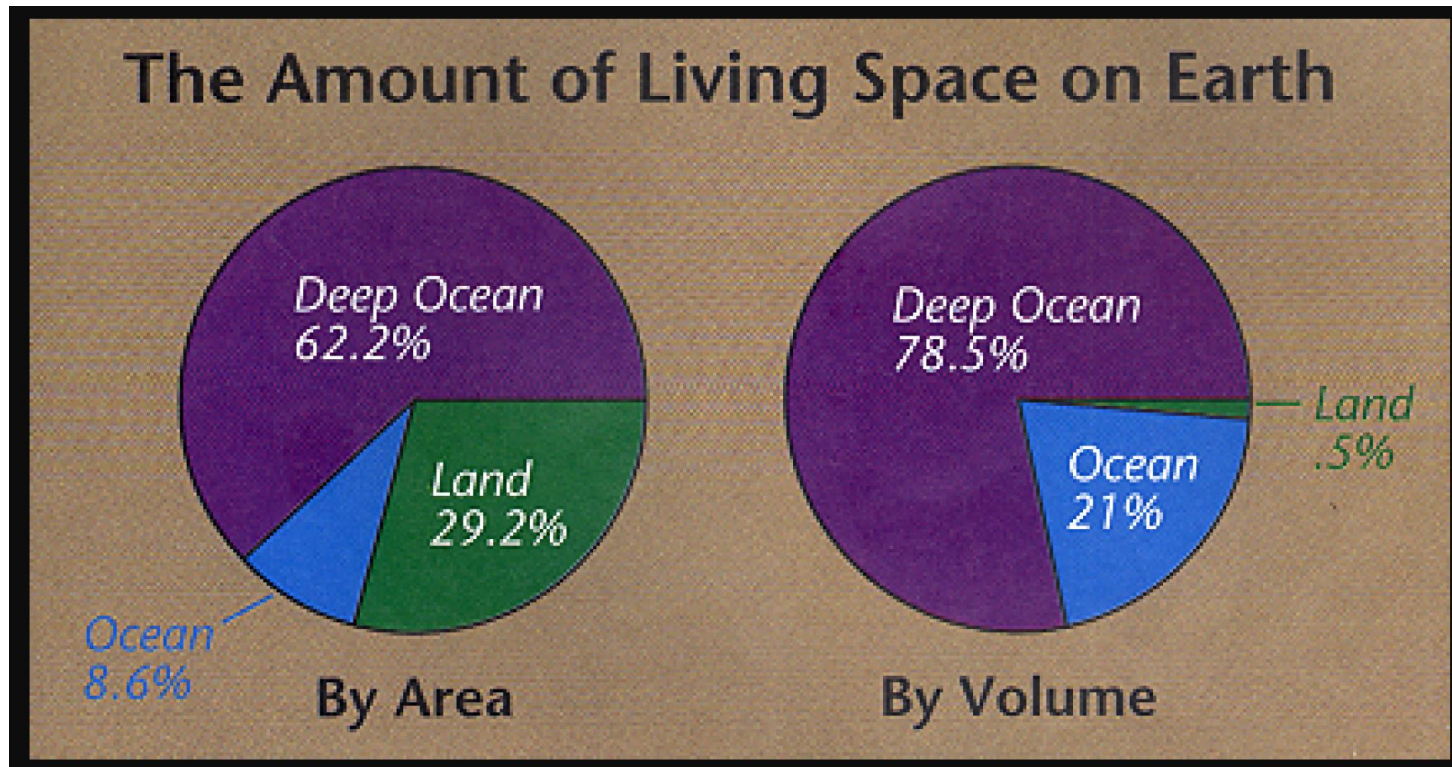 The Amount of Living Space on Earth
Deep Ocean
62.2%
Land
29.2%
Ocean
8.6%
By Area
Deep Ocean
78.5%
Land
.5%
Ocean
21%
By Volume